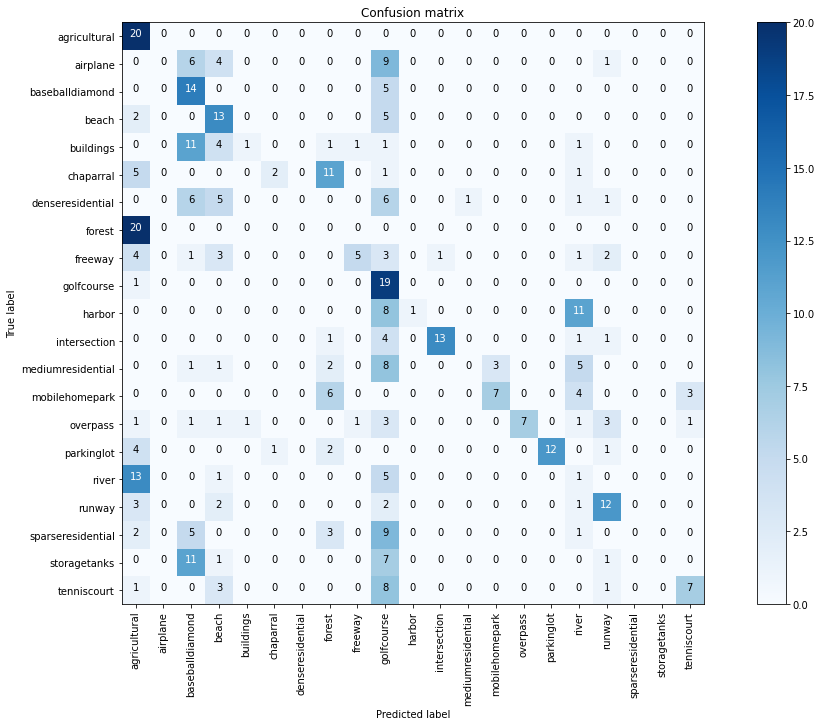 Confusion matrix
True label
agricultural 20 0 0 0 0 0 0 0 0 0 0 0 0 0 0 0 0 0 0 0 0
airplane 0 0 6 4 0 0 0 0 0 9 0 0 0 0 0 0 0 1 0 0 0
baseballdiamond 0 0 14 0 0 0 0 0 0 5 0 0 0 0 0 0 0 0 0 0 0
beach 2 0 0 13 0 0 0 0 0 5 0 0 0 0 0 0 0 0 0 0 0
buildings 0 0 11 4 1 0 0 1 1 1 0 0 0 0 0 0 1 0 0 0 0
chaparral 5 0 0 0 0 2 0 11 0 1 0 0 0 0 0 0 1 0 0 0 0
denseresidential 0 0 6 5 0 0 0 0 0 6 0 0 1 0 0 0 1 1 0 0 0
forest 20 0 0 0 0 0 0 0 0 0 0 0 0 0 0 0 0 0 0 0 0
freeway 4 0 1 3 0 0 0 0 5 3 0 1 0 0 0 0 1 2 0 0 0
golfcourse 1 0 0 0 0 0 0 0 0 19 0 0 0 0 0 0 0 0 0 0 0
harbor 0 0 0 0 0 0 0 0 0 8 1 0 0 0 0 0 11 0 0 0 0
intersection 0 0 0 0 0 0 0 1 0 4 0 13 0 0 0 0 1 1 0 0 0
mediumresidential 0 0 1 1 0 0 0 2 0 8 0 0 0 3 0 0 5 0 0 0 0
mobilehomepark 0 0 0 0 0 0 0 6 0 0 0 0 0 7 0 0 4 0 0 0 3
overpass 1 0 1 1 1 0 0 0 1 3 0 0 0 0 7 0 1 3 0 0 1
parkinglot 4 0 0 0 0 1 0 2 0 0 0 0 0 0 0 12 0 1 0 0 0
river 13 0 0 1 0 0 0 0 0 5 0 0 0 0 0 0 1 0 0 0 0
runway 3 0 0 2 0 0 0 0 0 2 0 0 0 0 0 0 1 12 0 0 0
sparseresidential 2 0 5 0 0 0 0 3 0 9 0 0 0 0 0 0 1 0 0 0 0
storagetanks 0 0 11 1 0 0 0 0 0 7 0 0 0 0 0 0 0 1 0 0 0
tenniscourt 1 0 0 3 0 0 0 0 0 8 0 0 0 0 0 0 0 1 0 0 7
agricultural
airplane
baseballdiamond
beach
buildings
chaparral
denseresidential
forest
freeway
golfcourse
harbor
intersection
mediumresidential
mobilehomepark
overpass
parkinglot
river
runway
sparseresidential
storagetanks
tenniscourt
Predicted label
20.0
17.5
15.0
12.5
10.0
7.5
5.0
2.5
0.0